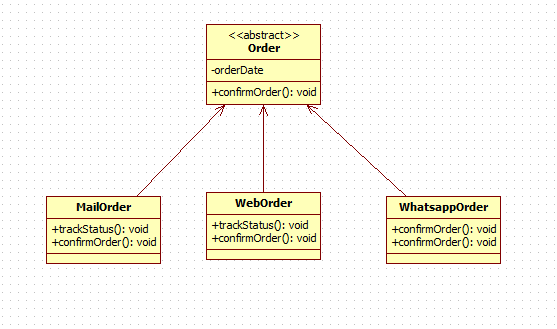 <<abstract>>
Order
-orderDate
+confirmOrder(): void
MailOrder
+trackStatus(): void
+confirmOrder(): void
WebOrder
+trackStatus(): void
+confirmOrder(): void
WhatsappOrder
+confirmOrder(): void
+confirmOrder(): void